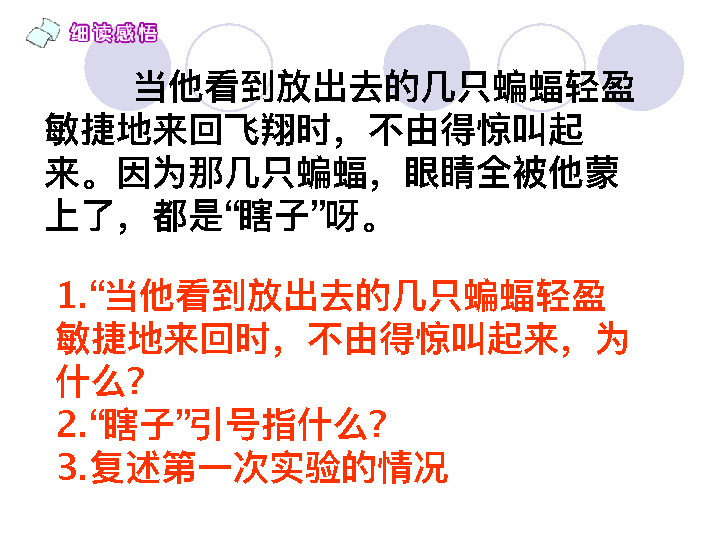 细读感悟
当他看到放出去的几只蝙蝠轻盈
敏捷地来回飞翔时，不由得惊叫起
来。因为那几只蝙蝠，眼睛全被他蒙
上了，都是“瞎子”呀。
1.“当他看到放出去的几只蝙蝠轻盈
敏捷地来回时，不由得惊叫起来，为
什么？
2.“瞎子”引号指什么？
3.复述第一次实验的情况